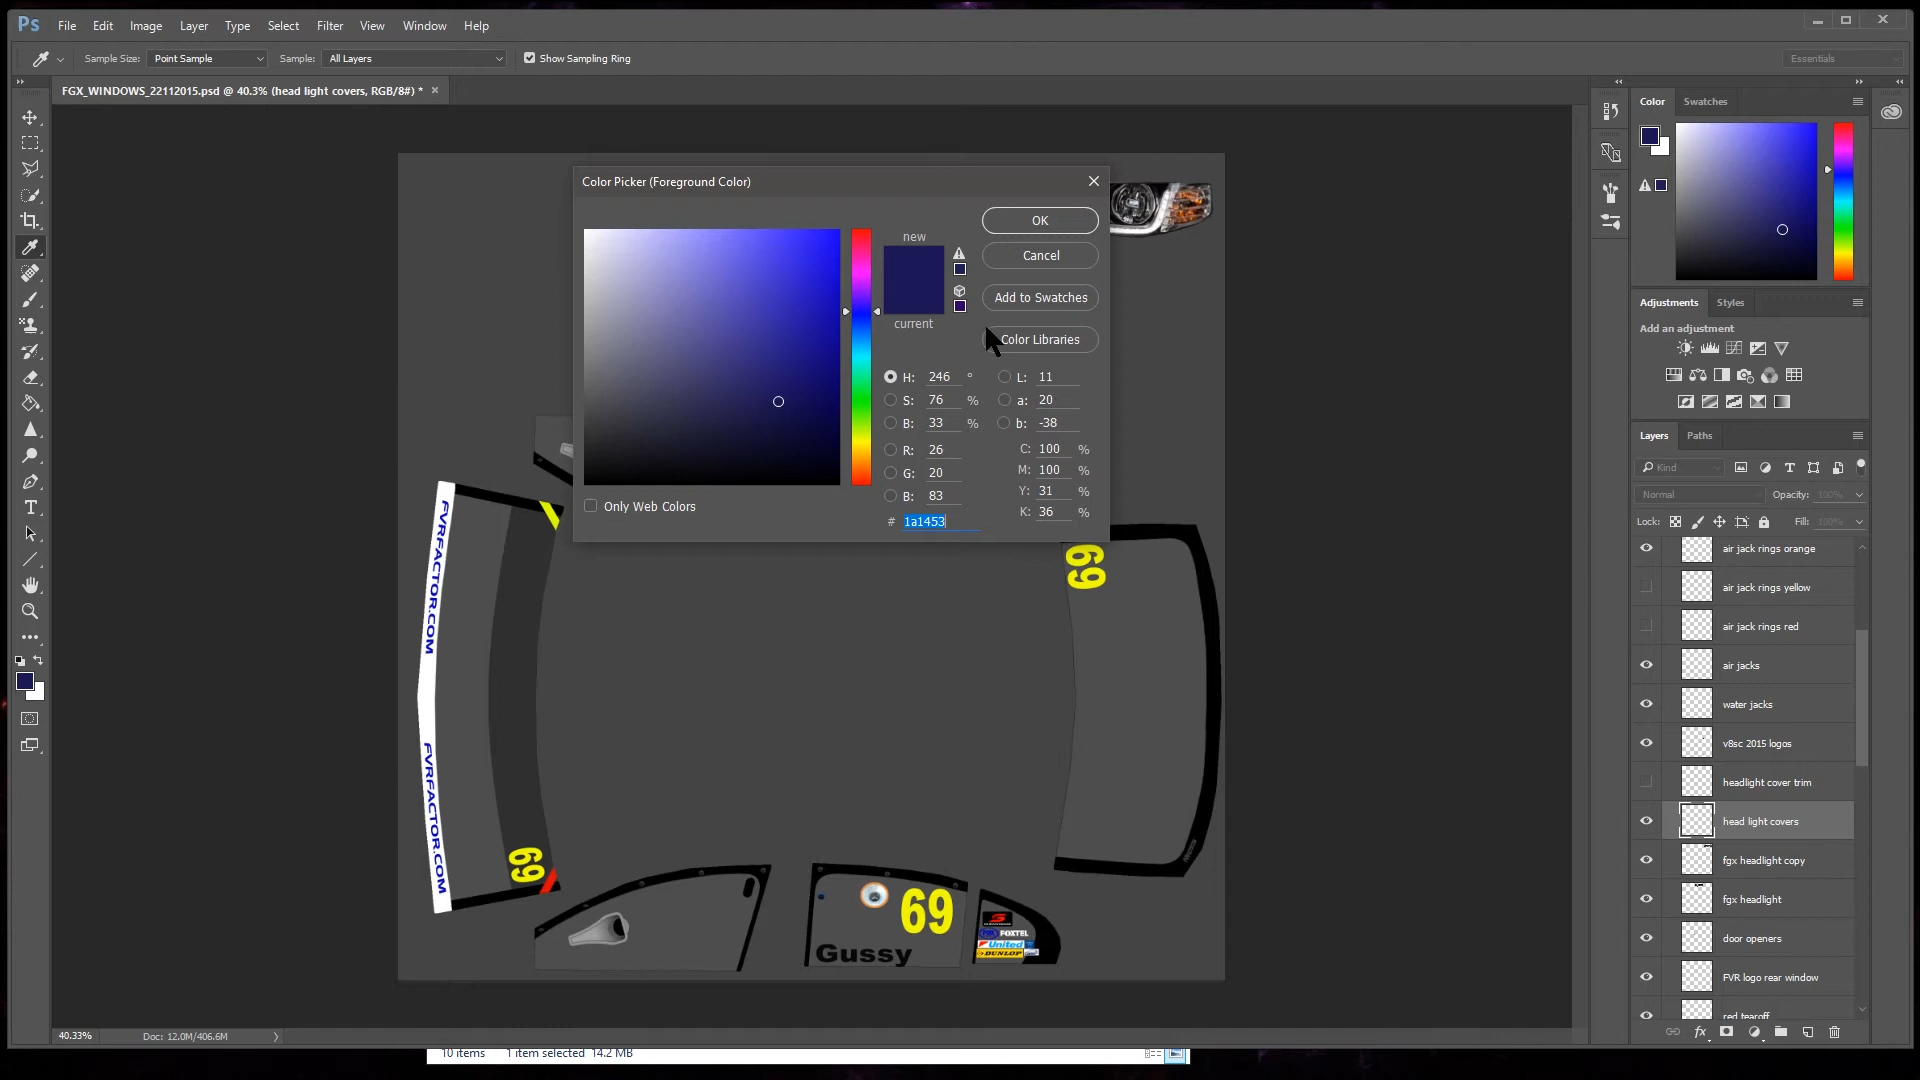 Ps File Edit Image Layer Type Select Filter View Window Help
Sample Size: Point Sample Sample: All Layers Show Sampling Ring Essentials
FGX_WINDOWS_22112015.psd @ 40.3% (head light covers, RGB/8#) * ×
Color Picker (Foreground Color)
new
current
OK
Cancel
Add to Swatches
Color Libraries
H: 246 °
S: 76 %
B: 33 %
R: 26
G: 20
B: 83
# 1a1453
L: 11
a: 20
b: -38
C: 100 %
M: 100 %
Y: 31 %
K: 36 %
Only Web Colors
FVRFACTOR.COM
FVRFACTOR.COM
69
69
69
Gussy
FOXTEL
United
DUNLOP
Color Swatches
Adjustments Styles
Add an adjustment
Layers Paths
Kind
Normal Opacity: 100%
Lock: Fill: 100%
air jack rings orange
air jack rings yellow
air jack rings red
air jacks
water jacks
v8sc 2015 logos
headlight cover trim
head light covers
fgx headlight copy
fgx headlight
door openers
FVR logo rear window
red tearoff
40.33% Doc: 12.0M/406.6M
10 items 1 item selected 14.2 MB